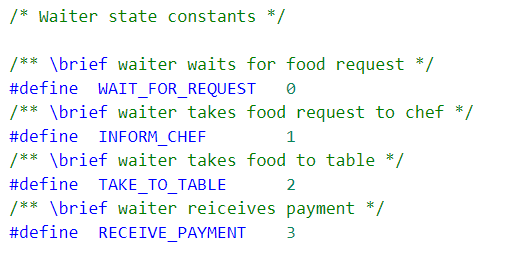 /* Waiter state constants */
/** \brief waiter waits for food request */
#define  WAIT_FOR_REQUEST   0
/** \brief waiter takes food request to chef */
#define  INFORM_CHEF        1
/** \brief waiter takes food to table */
#define  TAKE_TO_TABLE      2
/** \brief waiter reiceives payment */
#define  RECEIVE_PAYMENT    3